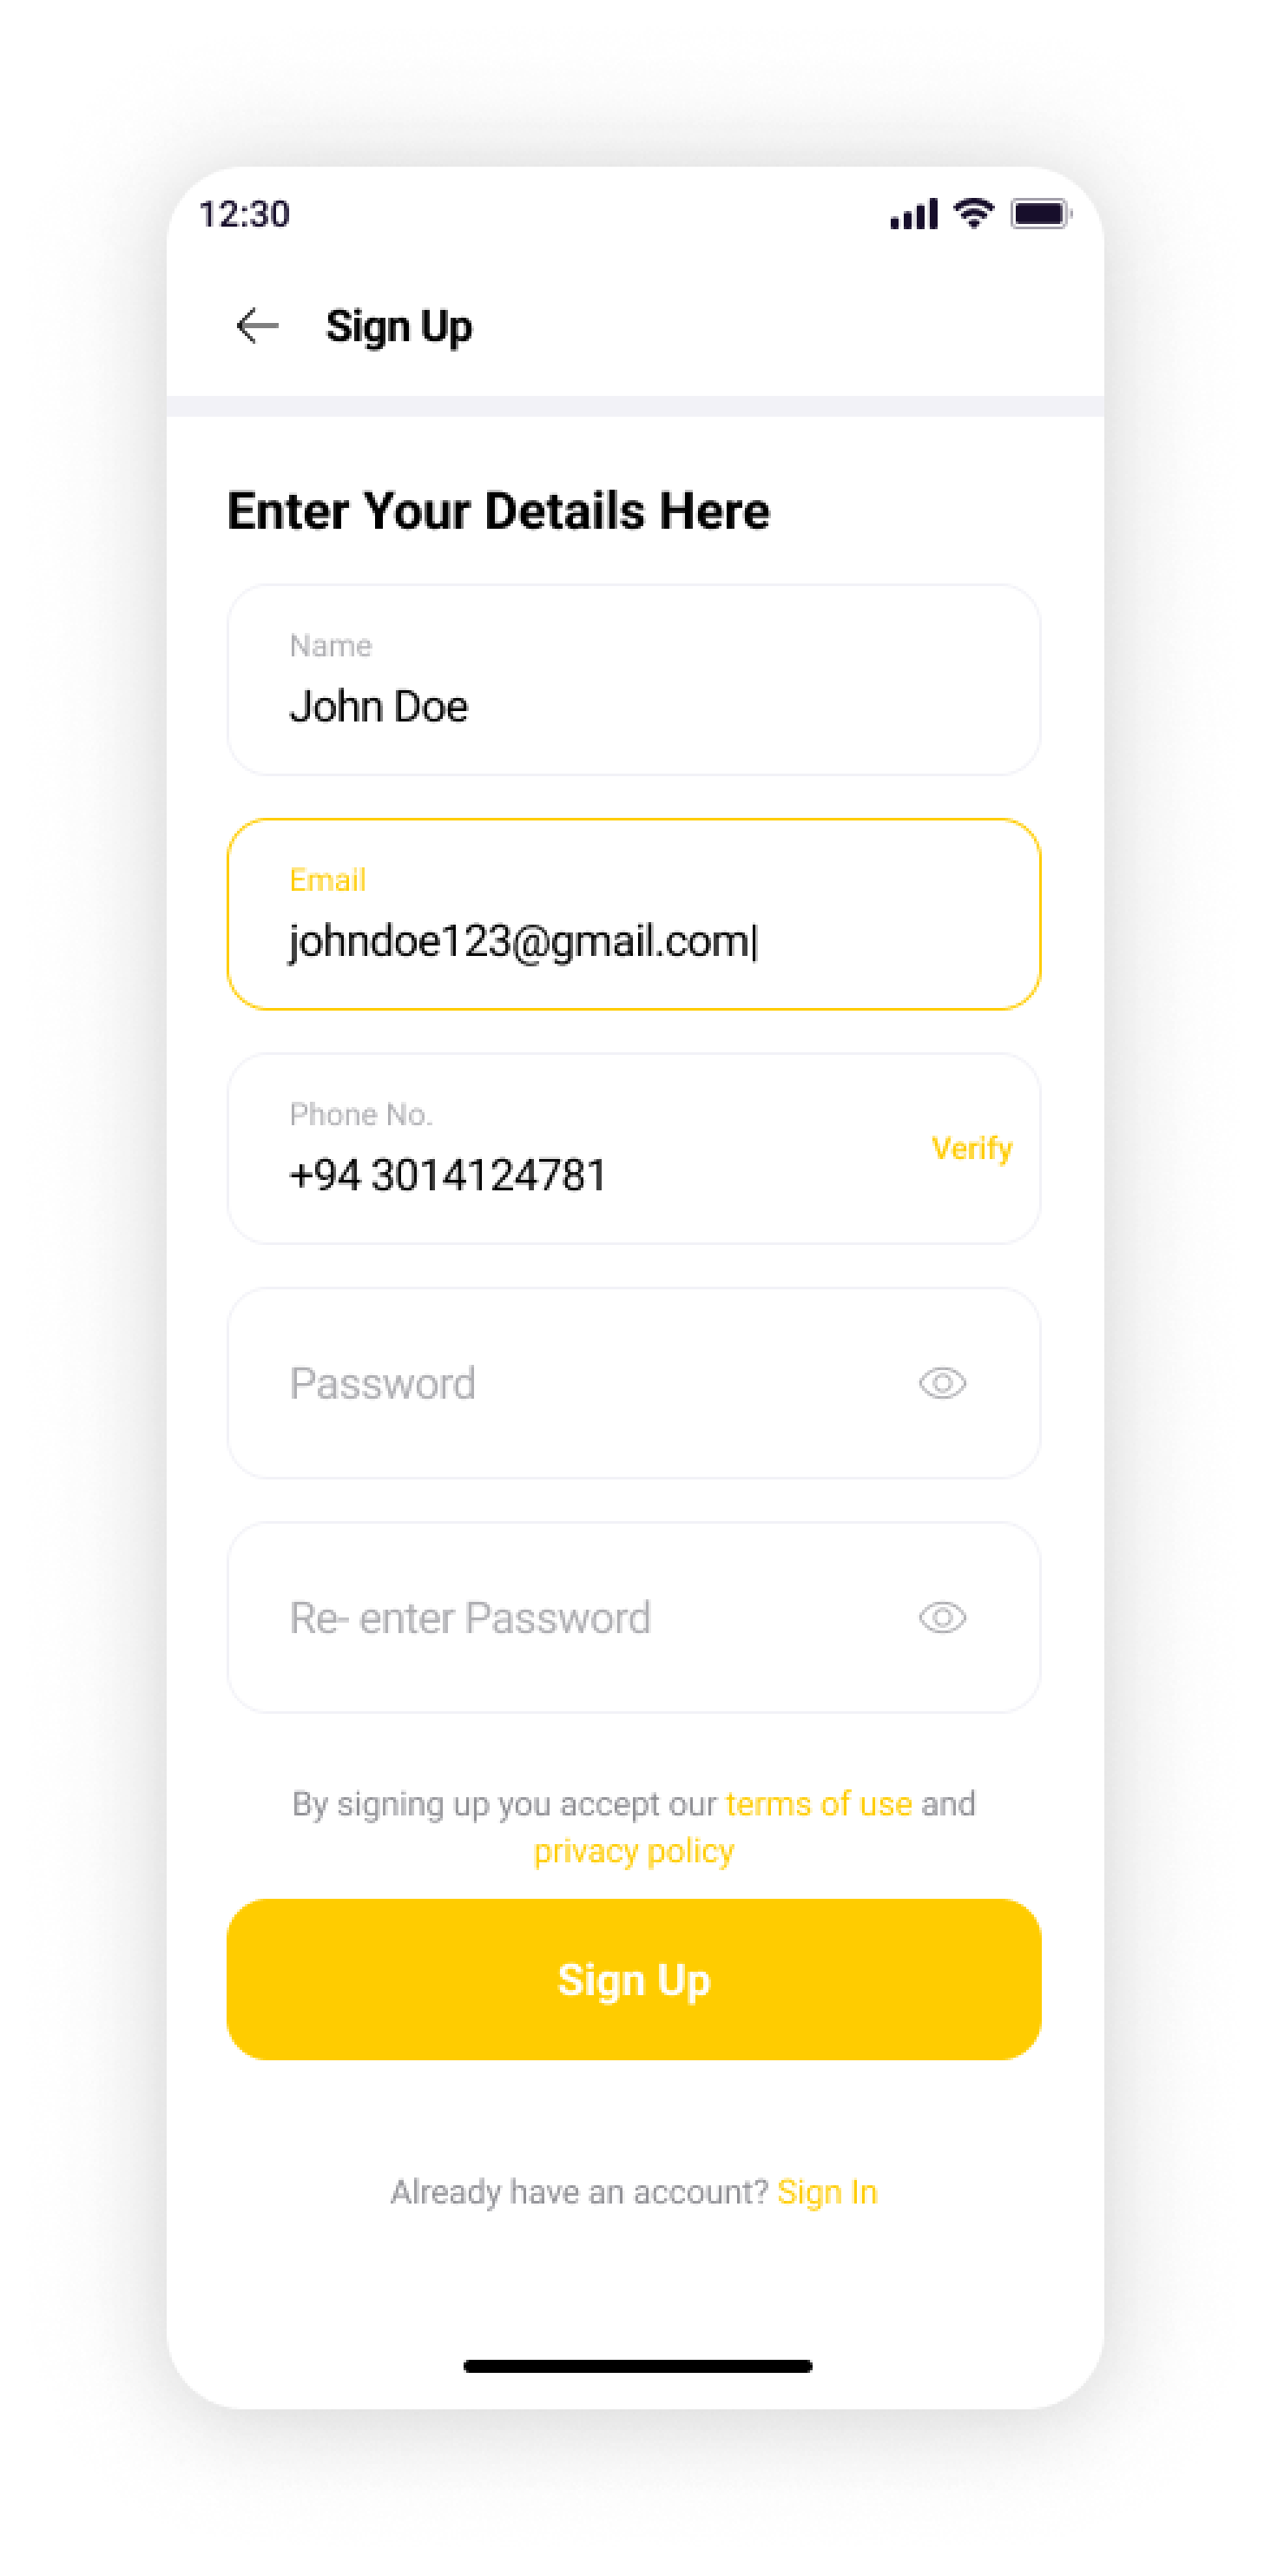 12:30
Sign Up
Enter Your Details Here
Name
John Doe
Email
johndoe123@gmail.com
Phone No.
+94 3014124781
Verify
Password
Re- enter Password
By signing up you accept our terms of use and
privacy policy
Sign Up
Already have an account? Sign In